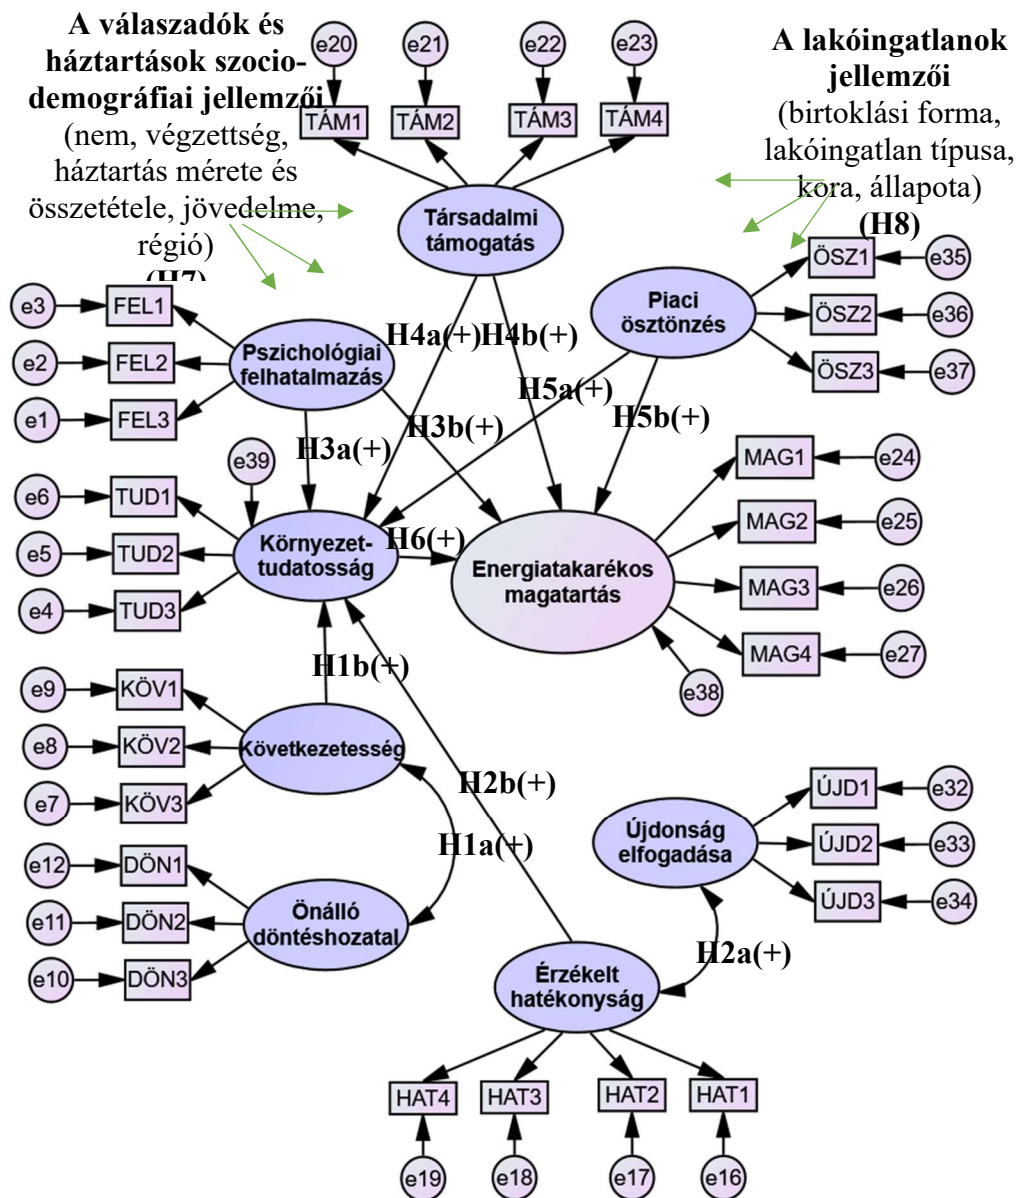 A válaszadók és
háztartások szocio-
demográfiai jellemzői
(nem, végzettség,
háztartás mérete és
összetétele, jövedelme,
régió)
(H7)
e20
e21
e22
e23
TÁM1
TÁM2
TÁM3
TÁM4
A lakóingatlanok
jellemzői
(birtoklási forma,
lakóingatlan típusa,
kora, állapota)
(H8)
Társadalmi
támogatás
ÖSZ1
e35
Piaci
ösztönzés
ÖSZ2
e36
ÖSZ3
e37
e3
FEL1
e2
FEL2
e1
FEL3
Pszichológiai
felhatalmazás
H4a(+)
H4b(+)
H5a(+)
H5b(+)
H3b(+)
H3a(+)
e39
MAG1
e24
MAG2
e25
MAG3
e26
MAG4
e27
e6
TUD1
e5
TUD2
e4
TUD3
Környezet-
tudatosság
H6(+)
Energiatakarékos
magatartás
e38
H1b(+)
e9
KÖV1
e8
KÖV2
e7
KÖV3
Következetesség
H2b(+)
H1a(+)
ÚJD1
e32
Újdonság
elfogadása
ÚJD2
e33
ÚJD3
e34
e12
DÖN1
e11
DÖN2
e10
DÖN3
Önálló
döntéshozatal
H2a(+)
Érzékelt
hatékonyság
HAT4
HAT3
HAT2
HAT1
e19
e18
e17
e16